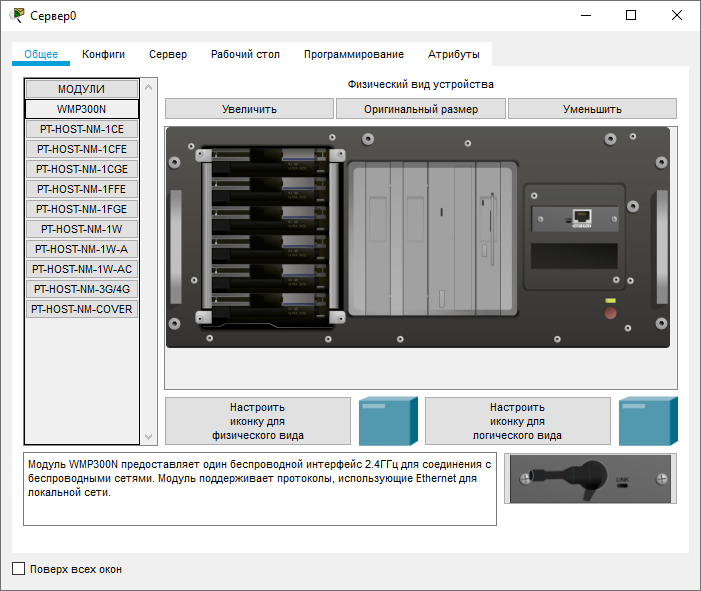 Сервер0
Общее Конфиги Сервер Рабочий стол Программирование Атрибуты
МОДУЛИ
WMP300N
PT-HOST-NM-1CE
PT-HOST-NM-1CFE
PT-HOST-NM-1CGE
PT-HOST-NM-1FFE
PT-HOST-NM-1FGE
PT-HOST-NM-1W
PT-HOST-NM-1W-A
PT-HOST-NM-1W-AC
PT-HOST-NM-3G/4G
PT-HOST-NM-COVER
Физический вид устройства
Увеличить Оригинальный размер Уменьшить
Настроить
иконку для
физического вида
Настроить
иконку для
логического вида
Модуль WMP300N предоставляет один беспроводной интерфейс 2.4ГГц для соединения с
беспроводными сетями. Модуль поддерживает протоколы, использующие Ethernet для
локальной сети.
LINK
Поверх всех окон